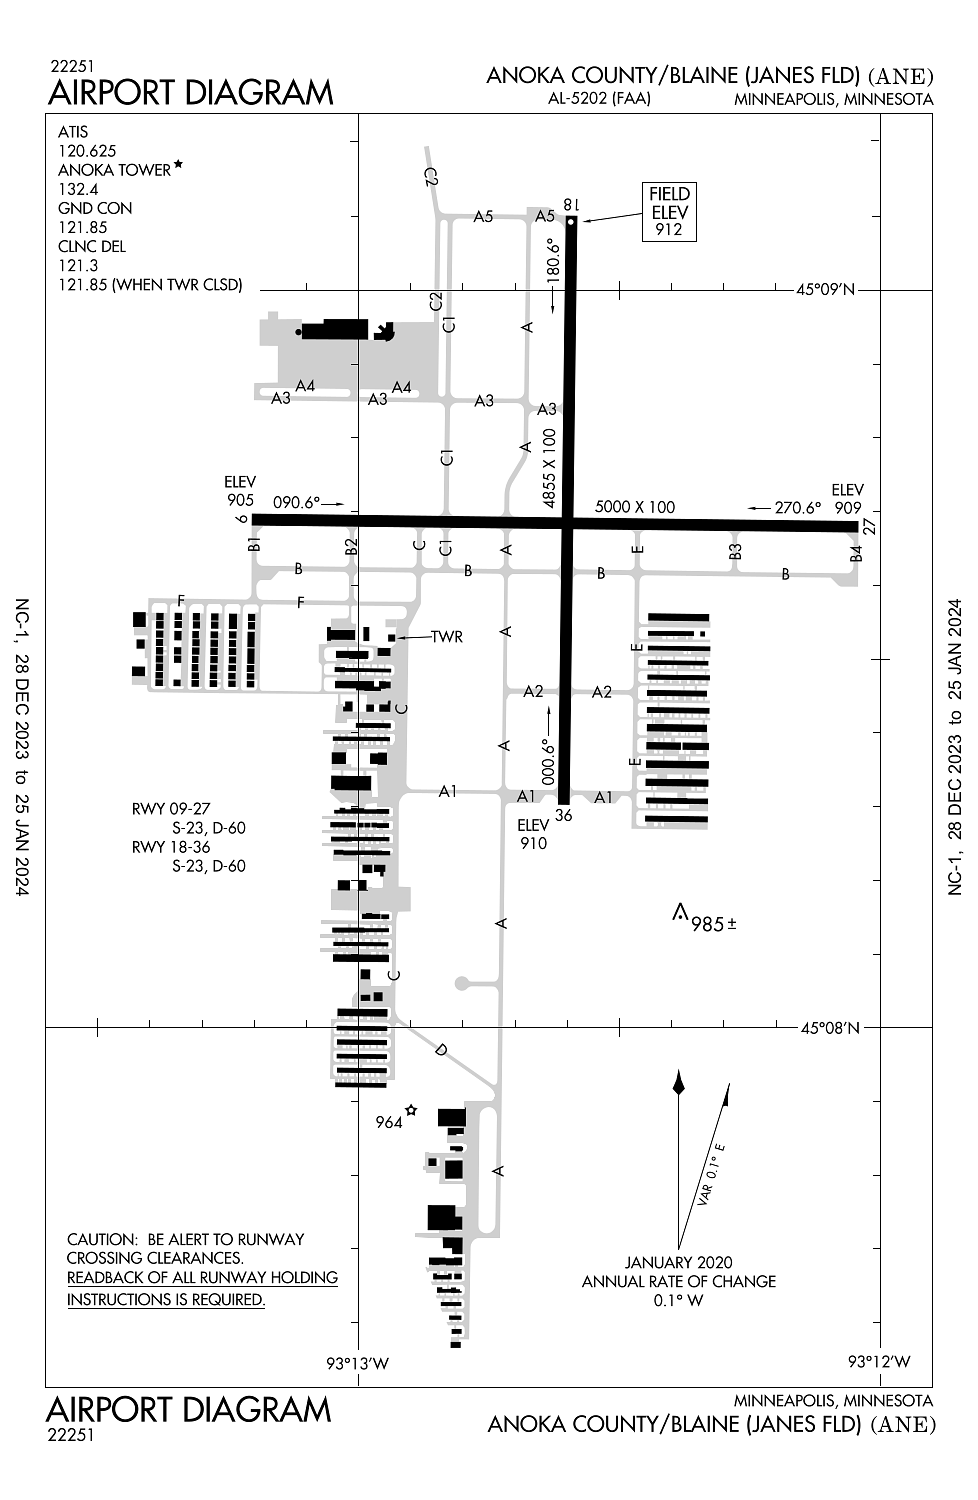 22251
AIRPORT DIAGRAM
ANOKA COUNTY/BLAINE (JANES FLD) (ANE)
AL-5202 (FAA)
MINNEAPOLIS, MINNESOTA
ATIS
120.625
ANOKA TOWER★
132.4
GND CON
121.85
CLNC DEL
121.3
121.85 (WHEN TWR CLSD)
C2
A5
A5
18
FIELD
ELEV
912
180.6°
45°09'N
C2
C1
A
A4
A4
A3
A3
A3
A3
A
C1
4855 X 100
ELEV
905
090.6°
5000 X 100
270.6°
ELEV
909
9
27
B1
B2
C
C1
A
E
B3
B4
B
B
B
B
F
F
TWR
A
E
A2
A2
C
000.6°
A
E
A1
A1
A1
36
ELEV
910
RWY 09-27
S-23, D-60
RWY 18-36
S-23, D-60
A
985±
C
45°08'N
D
964
A
VAR 0.1° E
JANUARY 2020
ANNUAL RATE OF CHANGE
0.1° W
CAUTION: BE ALERT TO RUNWAY
CROSSING CLEARANCES.
READBACK OF ALL RUNWAY HOLDING
INSTRUCTIONS IS REQUIRED.
93°13'W
93°12'W
NC-1, 28 DEC 2023 to 25 JAN 2024
NC-1, 28 DEC 2023 to 25 JAN 2024
AIRPORT DIAGRAM
22251
MINNEAPOLIS, MINNESOTA
ANOKA COUNTY/BLAINE (JANES FLD) (ANE)